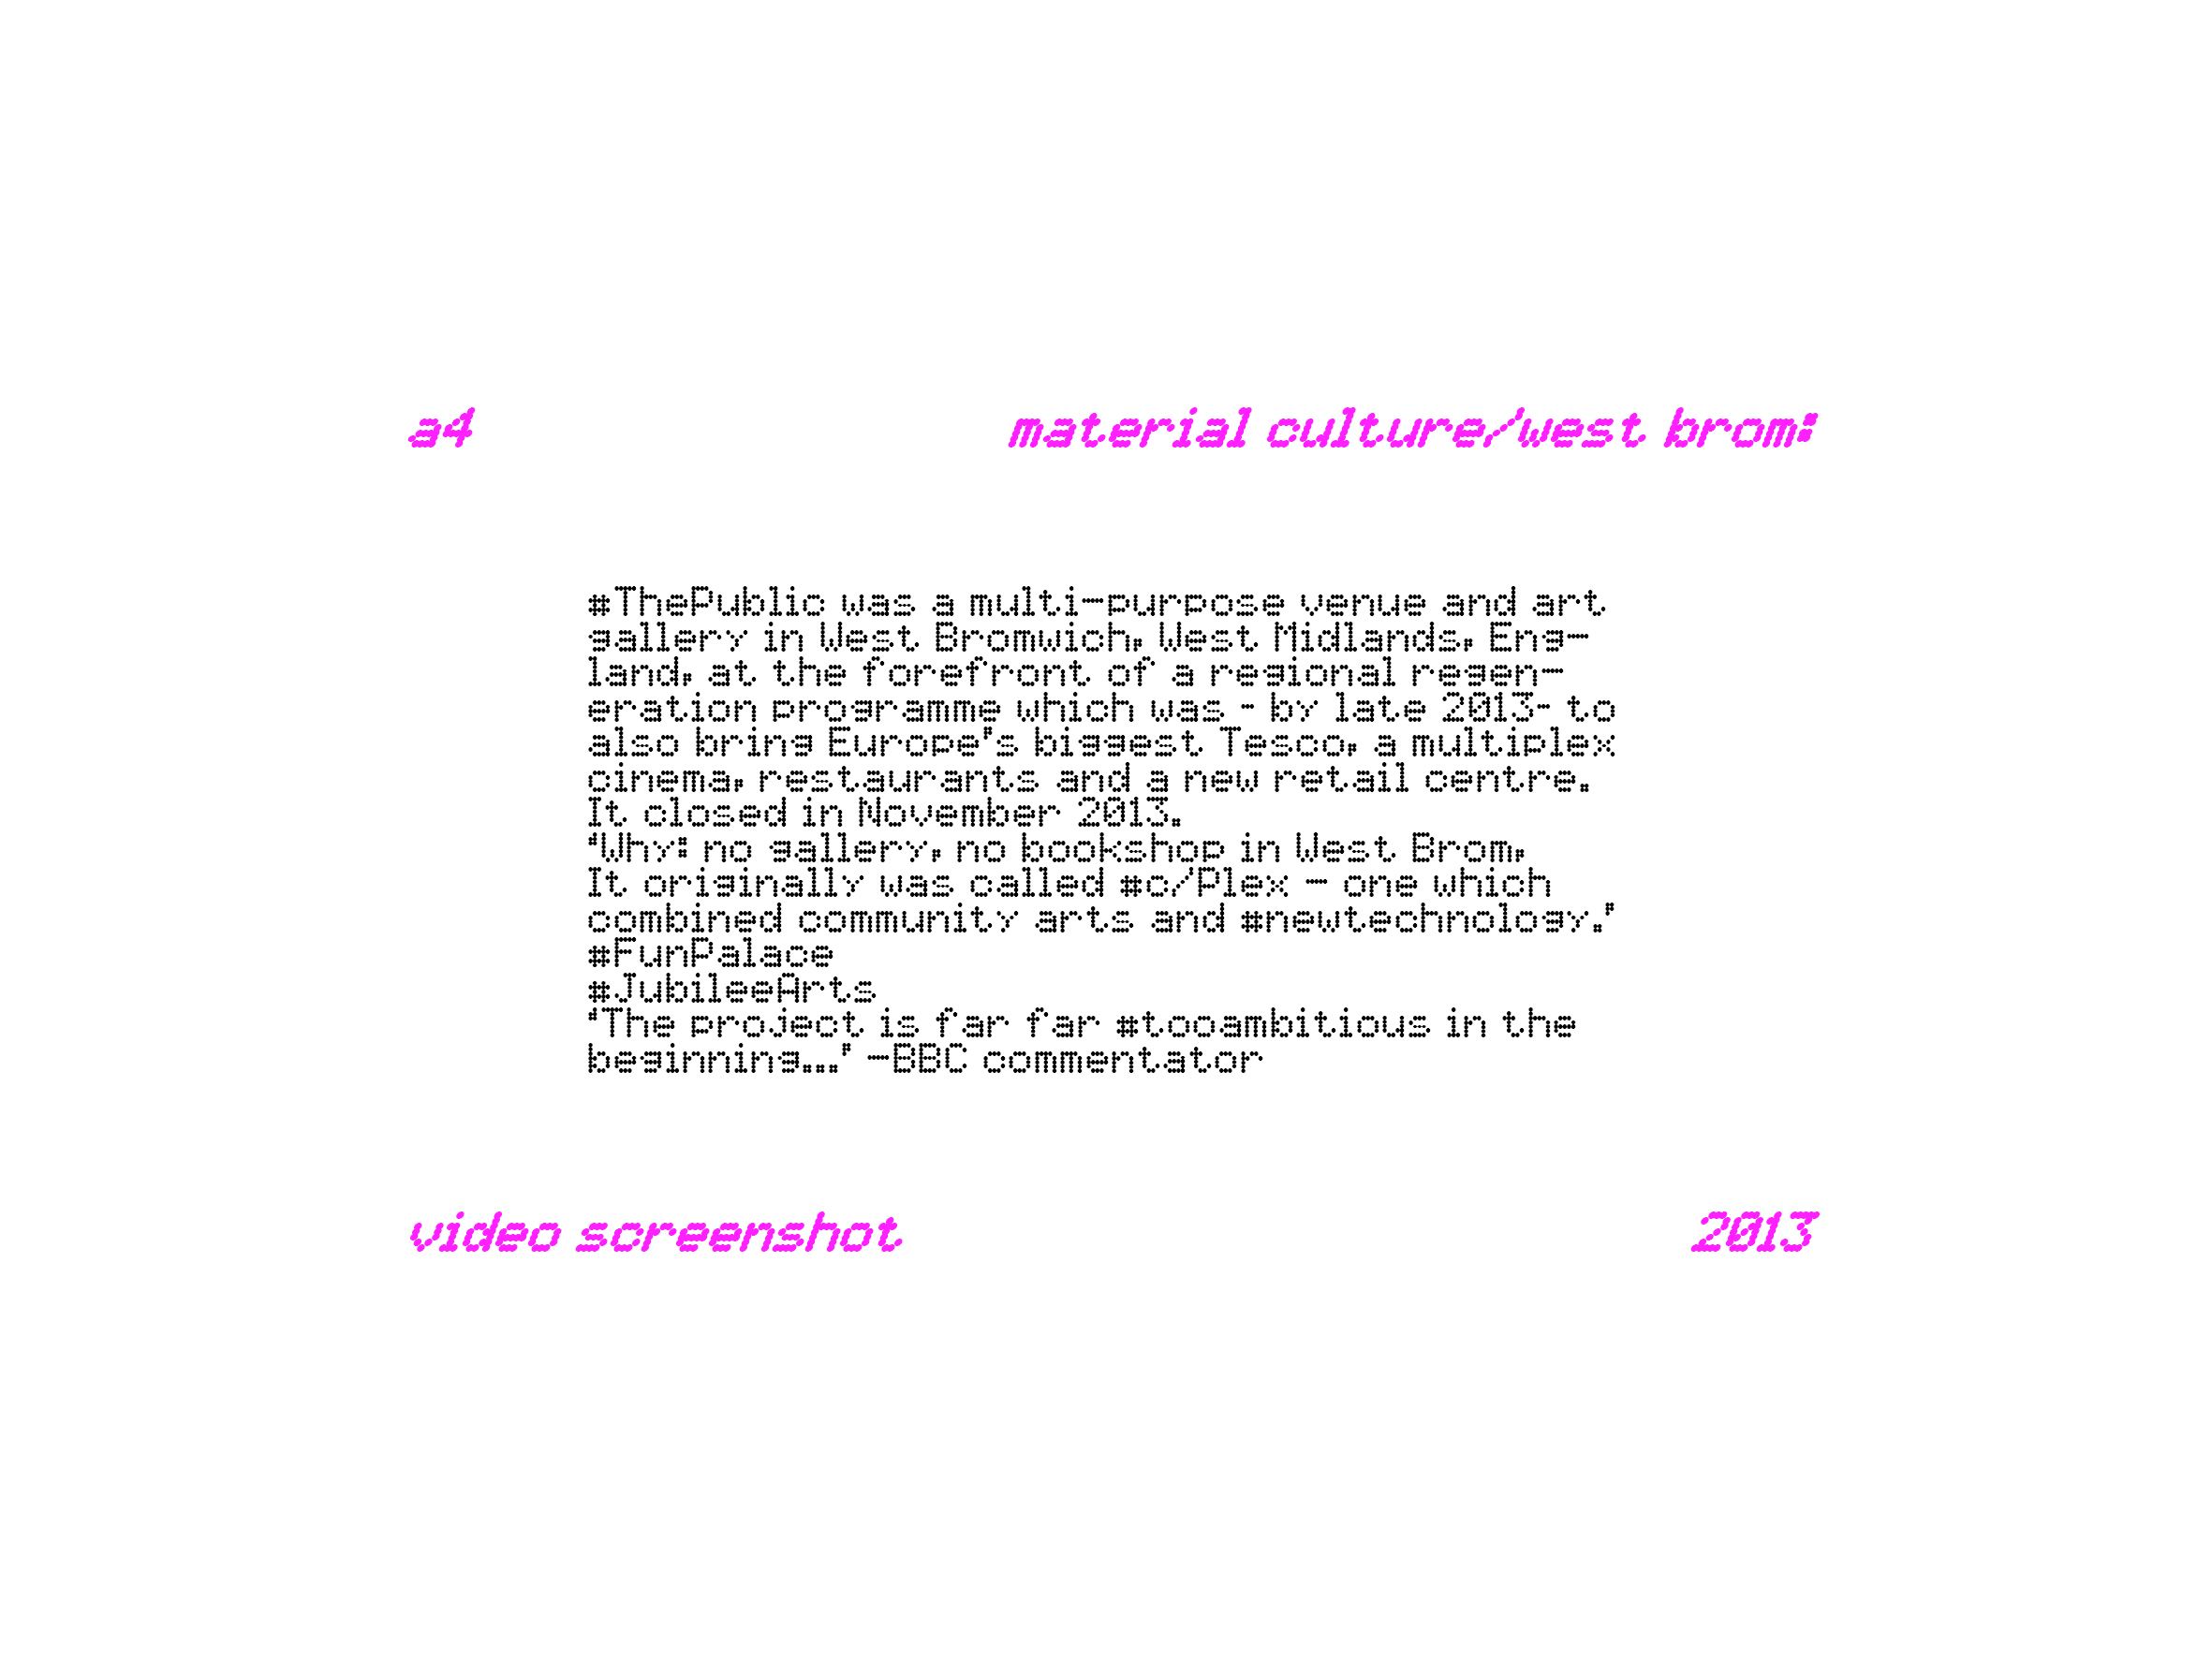 a4
material culture/west brom:
#ThePublic was a multi-purpose venue and art
gallery in West Bromwich, West Midlands, Eng-
land, at the forefront of a regional regen-
eration programme which was - by late 2013- to
also bring Europe's biggest Tesco, a multiplex
cinema, restaurants and a new retail centre.
It closed in November 2013.
‘Why: no gallery, no bookshop in West Brom,
It originally was called #c/Plex - one which
combined community arts and #newtechnology.’
#FunPalace
#JubileeArts
‘The project is far far #tooambitious in the
beginning...’ -BBC commentator
video screenshot
2013